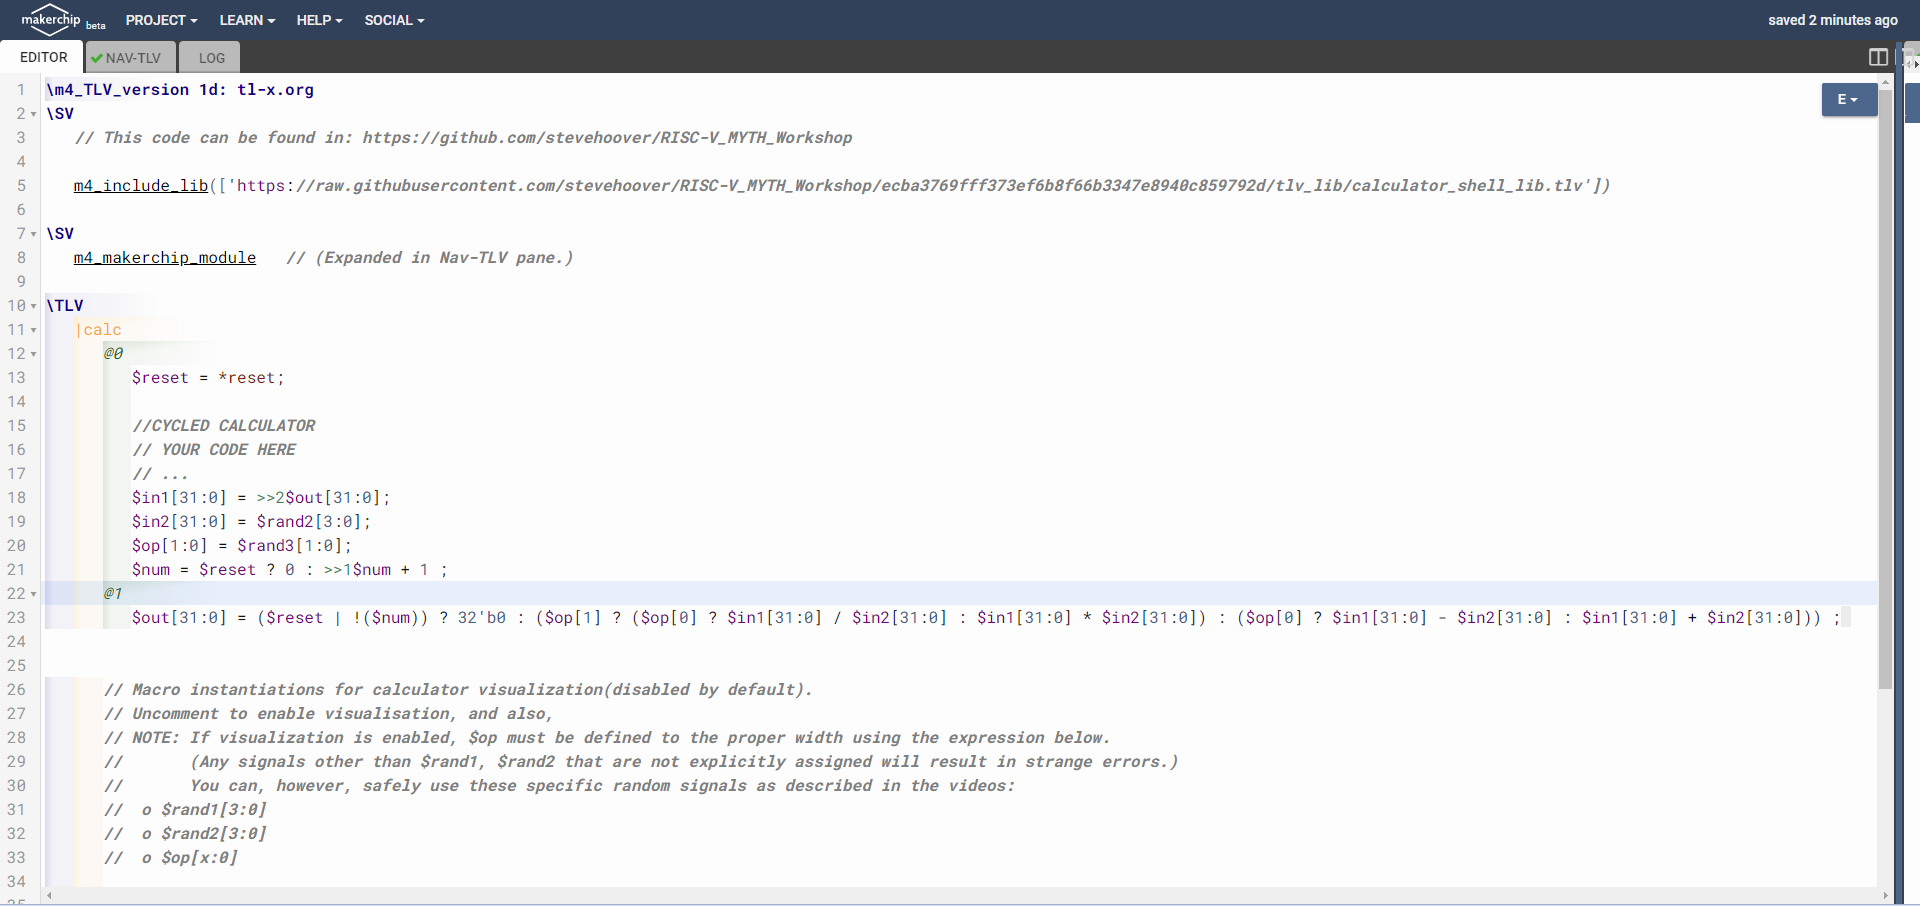 makerchip beta PROJECT LEARN HELP SOCIAL saved 2 minutes ago
EDITOR NAV-TLV LOG
E
1 \m4_TLV_version 1d: tl-x.org
2 \SV
3 // This code can be found in: https://github.com/stevehoover/RISC-V_MYTH_Workshop
4
5 m4_include_lib(['https://raw.githubusercontent.com/stevehoover/RISC-V_MYTH_Workshop/ecba3769fff373ef6b8f66b3347e8940c859792d/tlv_lib/calculator_shell_lib.tlv'])
6
7 \SV
8 m4_makerchip_module // (Expanded in Nav-TLV pane.)
9
10 \TLV
11 |calc
12 @0
13 $reset = *reset;
14
15 //CYCLED CALCULATOR
16 // YOUR CODE HERE
17 // ...
18 $in1[31:0] = >>2$out[31:0];
19 $in2[31:0] = $rand2[3:0];
20 $op[1:0] = $rand3[1:0];
21 $num = $reset ? 0 : >>1$num + 1 ;
22 @1
23 $out[31:0] = ($reset | !($num)) ? 32'b0 : ($op[1] ? ($op[0] ? $in1[31:0] / $in2[31:0] : $in1[31:0] * $in2[31:0]) : ($op[0] ? $in1[31:0] - $in2[31:0] : $in1[31:0] + $in2[31:0])) ;
24
25
26 // Macro instantiations for calculator visualization(disabled by default).
27 // Uncomment to enable visualisation, and also,
28 // NOTE: If visualization is enabled, $op must be defined to the proper width using the expression below.
29 // (Any signals other than $rand1, $rand2 that are not explicitly assigned will result in strange errors.)
30 // You can, however, safely use these specific random signals as described in the videos:
31 // o $rand1[3:0]
32 // o $rand2[3:0]
33 // o $op[x:0]
34